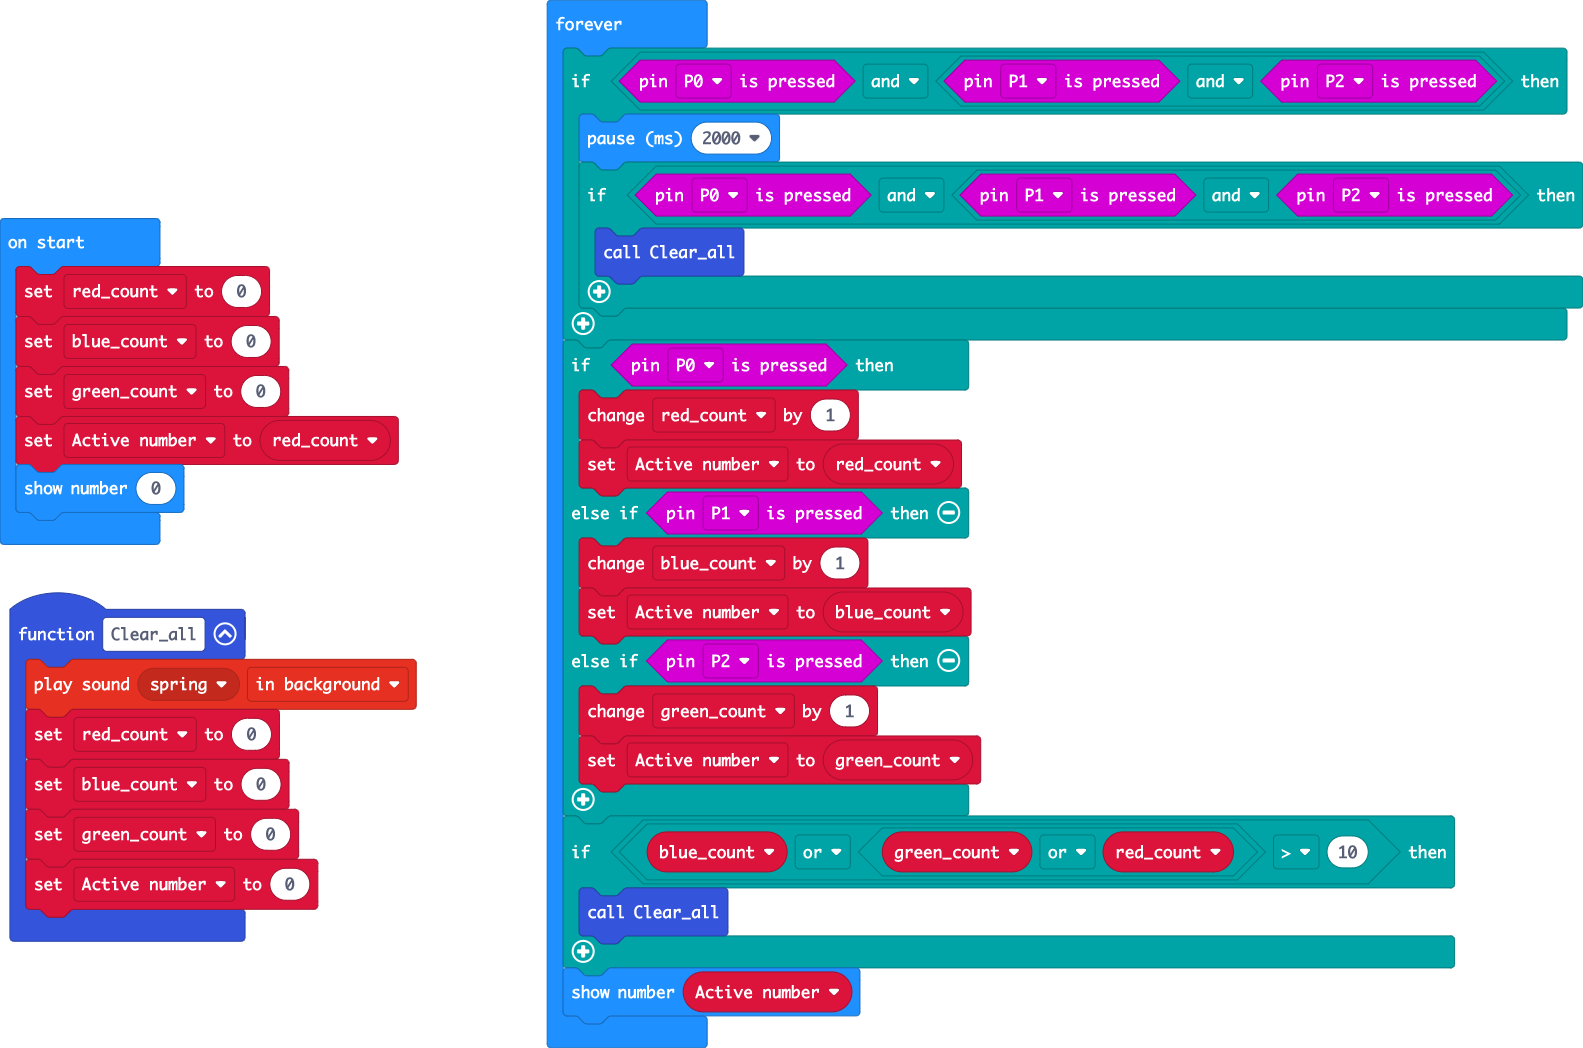 on start
set red_count to 0
set blue_count to 0
set green_count to 0
set Active number to red_count
show number 0
function Clear_all
play sound spring in background
set red_count to 0
set blue_count to 0
set green_count to 0
set Active number to 0
forever
if pin P0 is pressed and pin P1 is pressed and pin P2 is pressed then
pause (ms) 2000
if pin P0 is pressed and pin P1 is pressed and pin P2 is pressed then
call Clear_all
if pin P0 is pressed then
change red_count by 1
set Active number to red_count
else if pin P1 is pressed then
change blue_count by 1
set Active number to blue_count
else if pin P2 is pressed then
change green_count by 1
set Active number to green_count
if blue_count or green_count or red_count > 10 then
call Clear_all
show number Active number